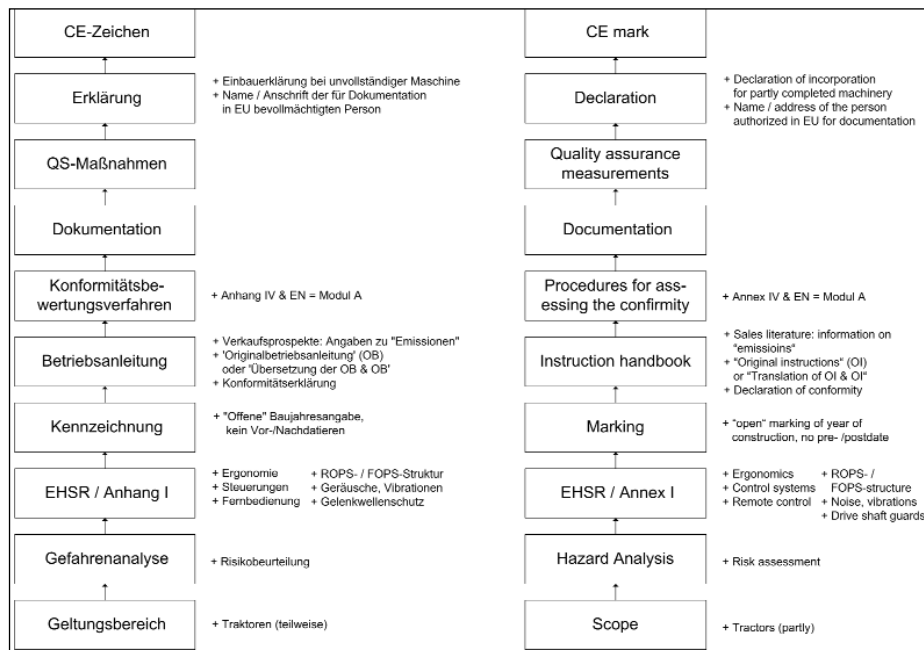 CE-Zeichen
Erklärung
+ Einbauerklärung bei unvollständiger Maschine
+ Name / Anschrift der für Dokumentation
in EU bevollmächtigten Person
QS-Maßnahmen
Dokumentation
Konformitätsbe-
wertungsverfahren
+ Anhang IV & EN = Modul A
Betriebsanleitung
+ Verkaufsprospekte: Angaben zu "Emissionen"
+ 'Originalbetriebsanleitung' (OB)
oder 'Übersetzung der OB & OB'
+ Konformitätserklärung
Kennzeichnung
+ "Offene" Baujahresangabe,
kein Vor-/Nachdatieren
EHSR / Anhang I
+ Ergonomie
+ Steuerungen
+ Fernbedienung
+ ROPS- / FOPS-Struktur
+ Geräusche, Vibrationen
+ Gelenkwellenschutz
Gefahrenanalyse
+ Risikobeurteilung
Geltungsbereich
+ Traktoren (teilweise)
CE mark
Declaration
+ Declaration of incorporation
for partly completed machinery
+ Name / address of the person
authorized in EU for documentation
Quality assurance
measurements
Documentation
Procedures for ass-
essing the confirmity
+ Annex IV & EN = Modul A
Instruction handbook
+ Sales literature: information on
"emissioins“
+ "Original instructions“ (OI)
or "Translation of OI & OI“
+ Declaration of conformity
Marking
+ "open“ marking of year of
construction, no pre- /postdate
EHSR / Annex I
+ Ergonomics
+ Control systems
+ Remote control
+ ROPS- /
FOPS-structure
+ Noise, vibrations
+ Drive shaft guards
Hazard Analysis
+ Risk assessment
Scope
+ Tractors (partly)